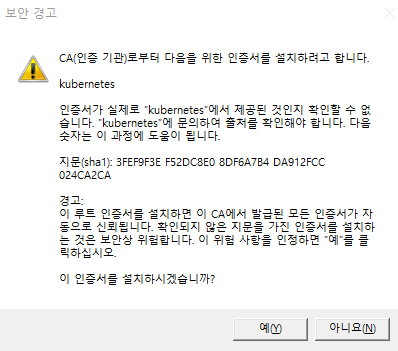 보안 경고
CA(인증 기관)로부터 다음을 위한 인증서를 설치하려고 합니다.
kubernetes
인증서가 실제로 "kubernetes"에서 제공된 것인지 확인할 수 없
습니다. "kubernetes"에 문의하여 출처를 확인해야 합니다. 다음
숫자는 이 과정에 도움이 됩니다.
지문(sha1): 3FEF9F3E F52DC8E0 8DF6A7B4 DA912FCC
024CA2CA
경고:
이 루트 인증서를 설치하면 이 CA에서 발급된 모든 인증서가 자
동으로 신뢰됩니다. 확인되지 않은 지문을 가진 인증서를 설치하
는 것은 보안상 위험합니다. 이 위험 사항을 인정하면 "예"를 클
릭하십시오.
이 인증서를 설치하시겠습니까?
예(Y) 아니요(N)